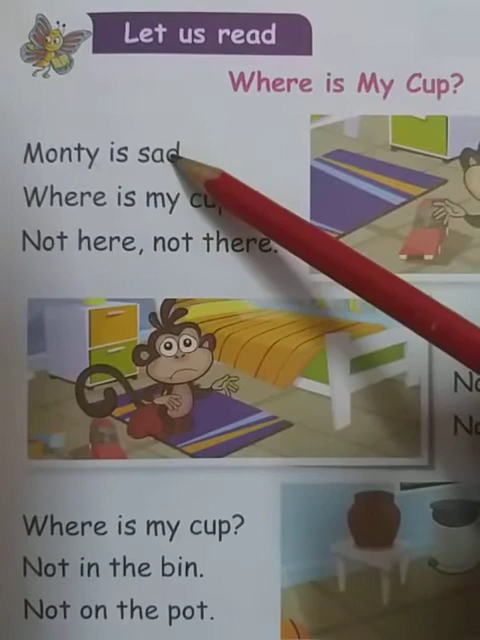 Let us read
Where is My Cup?
Monty is sad
Where is my
Not here, not there.
Where is my cup?
Not in the bin.
Not on the pot.